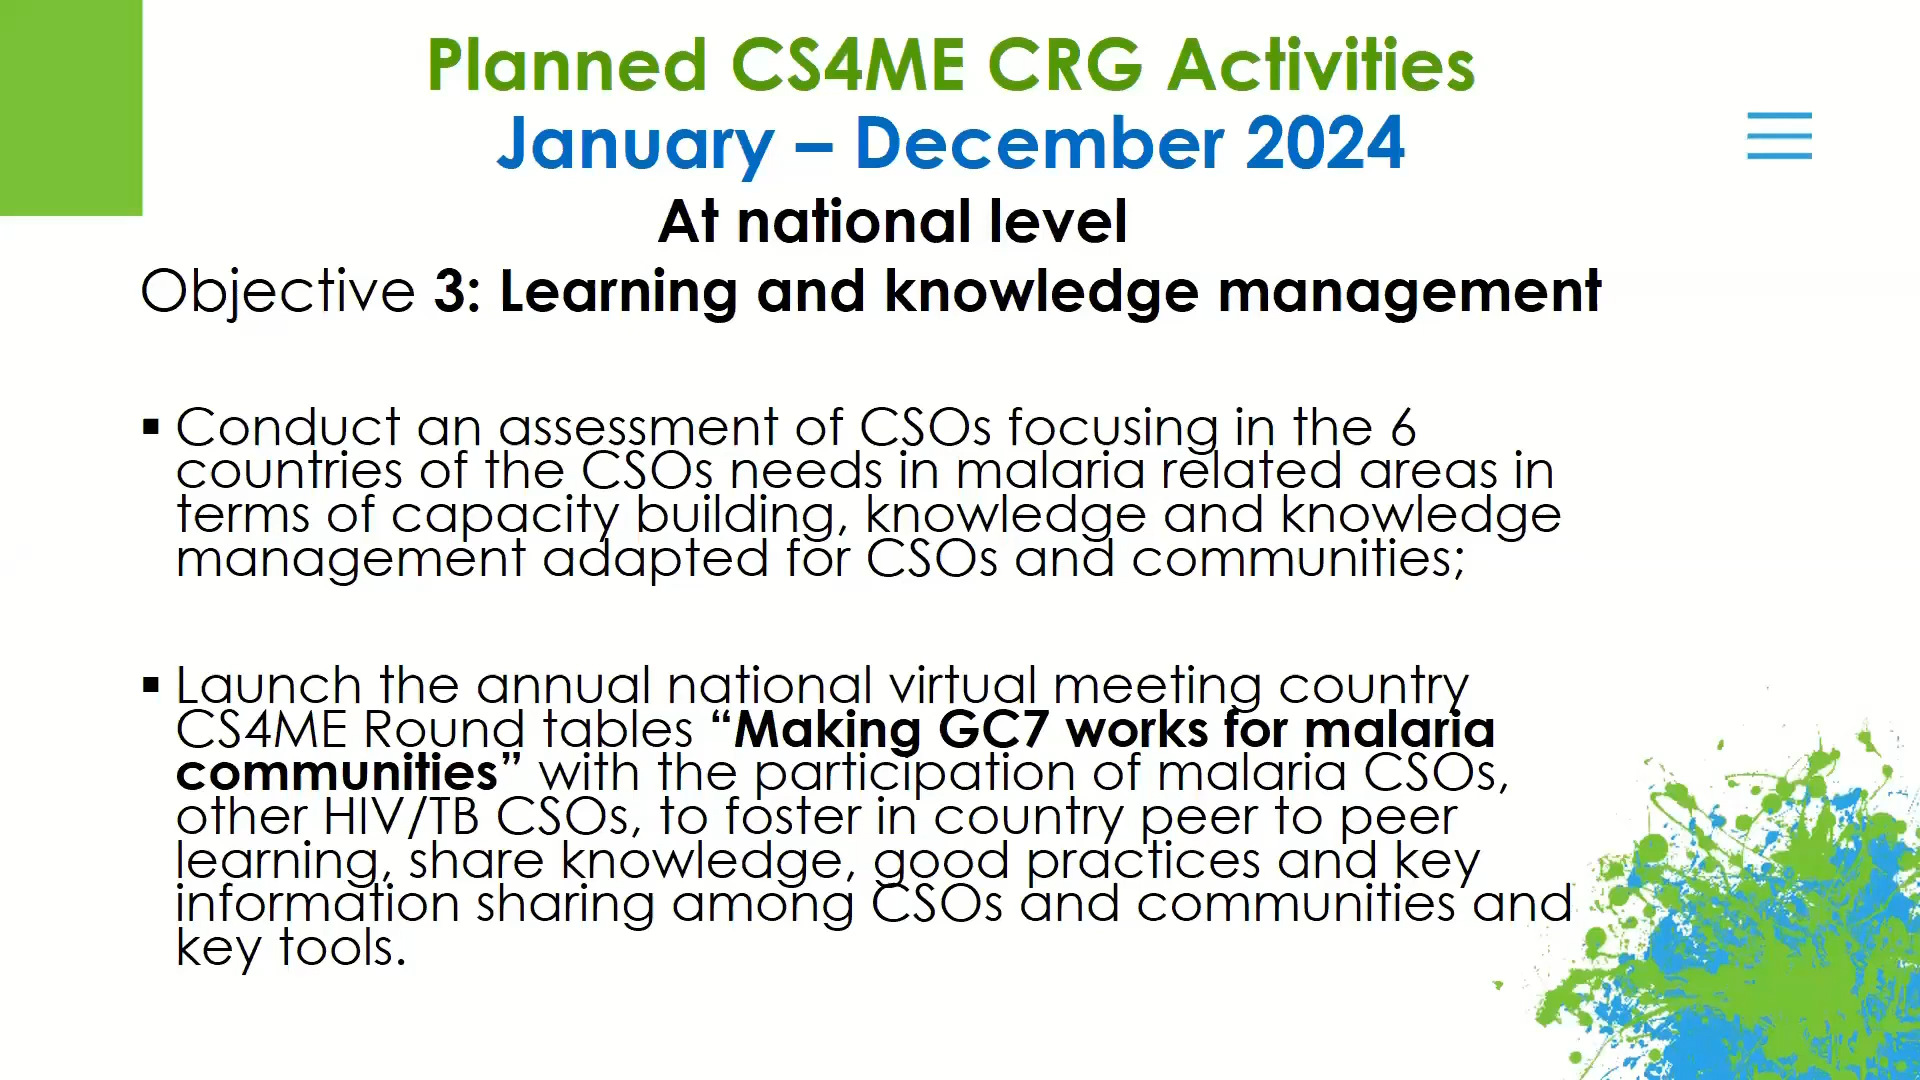 Planned CS4ME CRG Activities
January – December 2024
At national level
Objective 3: Learning and knowledge management
▪ Conduct an assessment of CSOs focusing in the 6
countries of the CSOs needs in malaria related areas in
terms of capacity building, knowledge and knowledge
management adapted for CSOs and communities;
▪ Launch the annual national virtual meeting country
CS4ME Round tables “Making GC7 works for malaria
communities” with the participation of malaria CSOs,
other HIV/TB CSOs, to foster in country peer to peer
learning, share knowledge, good practices and key
information sharing among CSOs and communities and
key tools.